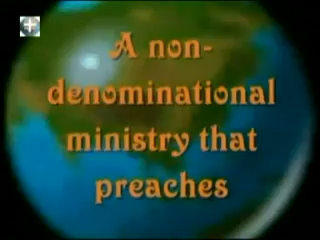 A non-
denominational
ministry that
preaches